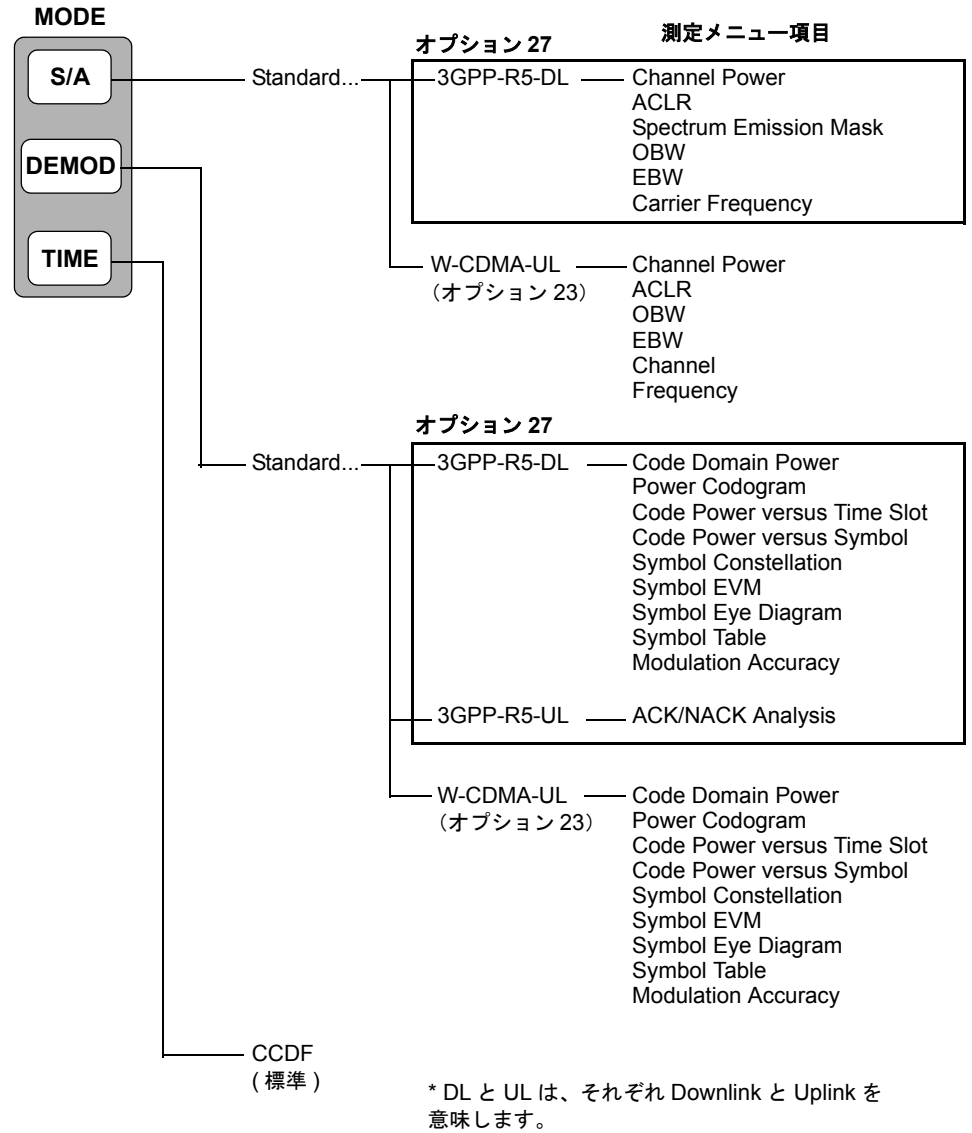 MODE
オプション 27
測定メニュー項目
S/A
Standard...
3GPP-R5-DL
Channel Power
ACLR
Spectrum Emission Mask
OBW
EBW
Carrier Frequency
DEMOD
TIME
W-CDMA-UL
（オプション 23）
Channel Power
ACLR
OBW
EBW
Channel
Frequency
オプション 27
Standard...
3GPP-R5-DL
Code Domain Power
Power Codogram
Code Power versus Time Slot
Code Power versus Symbol
Symbol Constellation
Symbol EVM
Symbol Eye Diagram
Symbol Table
Modulation Accuracy
3GPP-R5-UL
ACK/NACK Analysis
W-CDMA-UL
（オプション 23）
Code Domain Power
Power Codogram
Code Power versus Time Slot
Code Power versus Symbol
Symbol Constellation
Symbol EVM
Symbol Eye Diagram
Symbol Table
Modulation Accuracy
CCDF
( 標準 )
* DL と UL は、それぞれ Downlink と Uplink を
意味します。